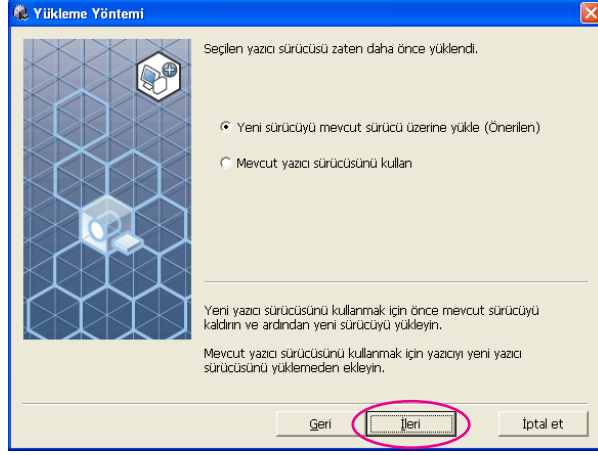 Yükleme Yöntemi
Seçilen yazıcı sürücüsü zaten daha önce yüklendi.
Yeni sürücüyü mevcut sürücü üzerine yükle (Önerilen)
Mevcut yazıcı sürücüsünü kullan
Yeni yazıcı sürücüsünü kullanmak için önce mevcut sürücüyü
kaldırın ve ardından yeni sürücüyü yükleyin.
Mevcut yazıcı sürücüsünü kullanmak için yazıcıyı yeni yazıcı
sürücüsünü yüklemeden ekleyin.
Geri
İleri
İptal et